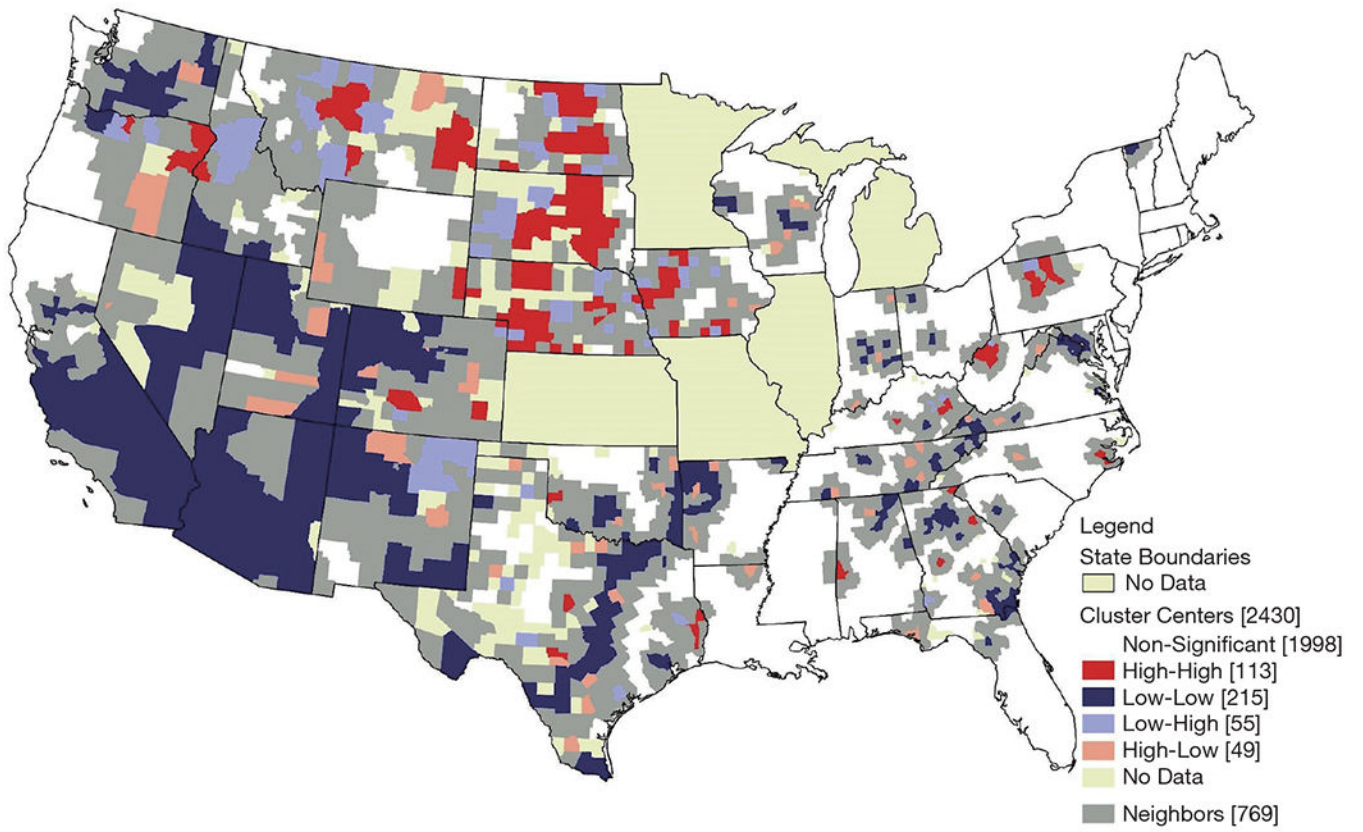 Legend
State Boundaries
No Data
Cluster Centers [2430]
Non-Significant [1998]
High-High [113]
Low-Low [215]
Low-High [55]
High-Low [49]
No Data
Neighbors [769]